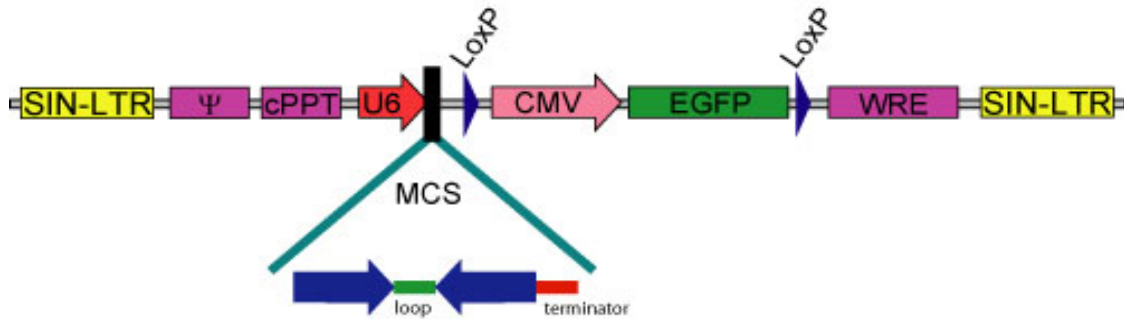 LoxP
LoxP
SIN-LTR Ψ cPPT U6 CMV EGFP WRE SIN-LTR
MCS
loop terminator